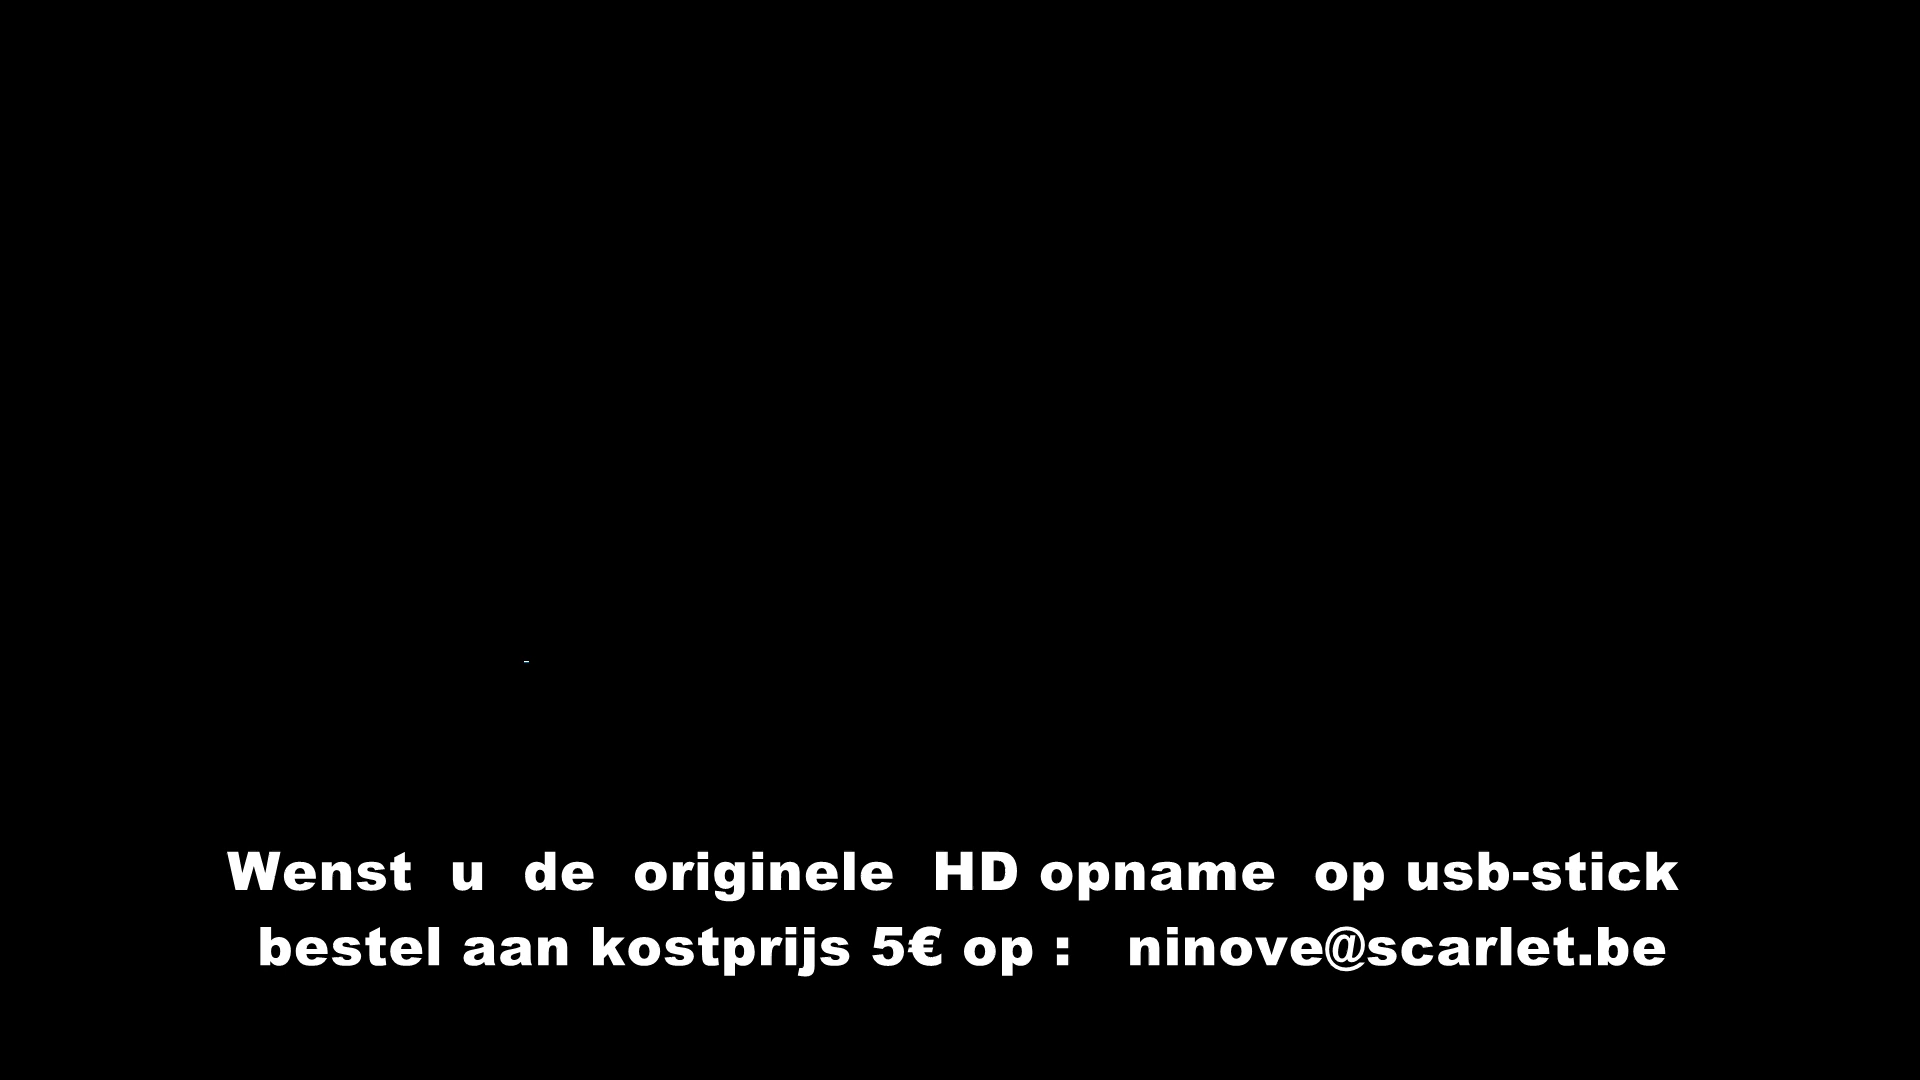 Wenst u de originele HD opname op usb-stick
bestel aan kostprijs 5€ op : ninove@scarlet.be